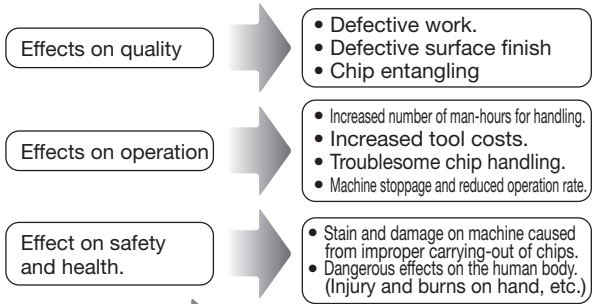 Effects on quality
• Defective work.
• Defective surface finish
• Chip entangling
Effects on operation
• Increased number of man-hours for handling.
• Increased tool costs.
• Troublesome chip handling.
• Machine stoppage and reduced operation rate.
Effect on safety
and health.
• Stain and damage on machine caused
from improper carrying-out of chips.
• Dangerous effects on the human body.
(Injury and burns on hand, etc.)